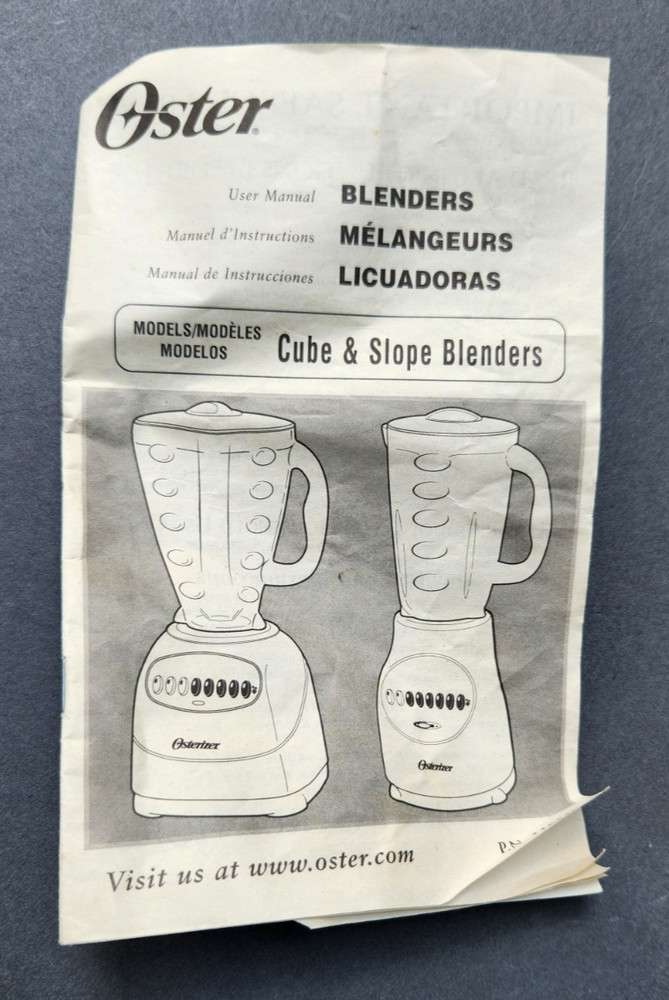 Oster®
User Manual BLENDERS
Manuel d'Instructions MÉLANGEURS
Manual de Instrucciones LICUADORAS
MODELS/MODÈLES
MODELOS
Cube & Slope Blenders
Osterizer
Osterizer
Visit us at www.oster.com
P.N.